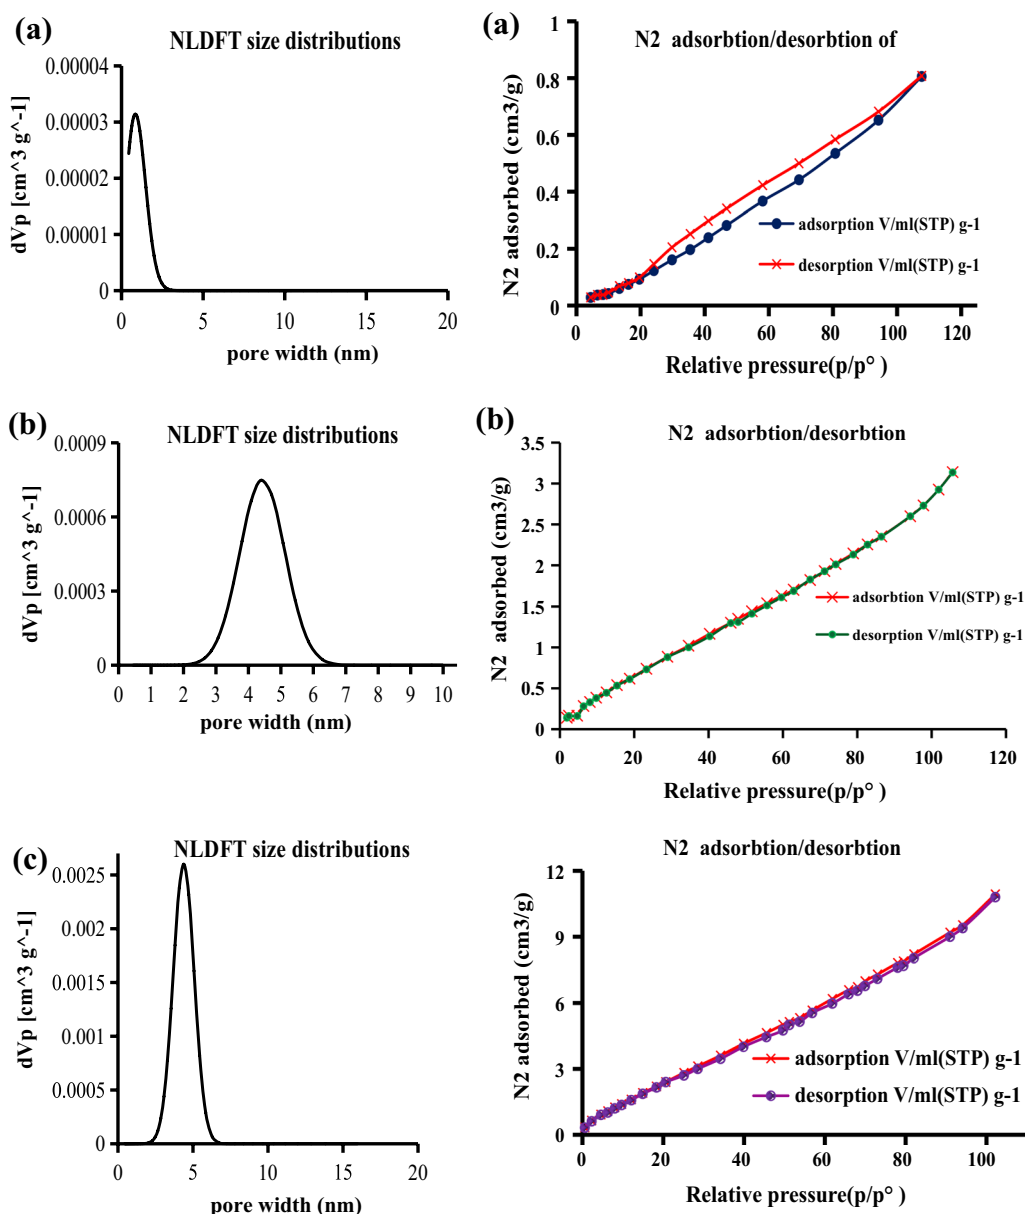 (a)
NLDFT size distributions
dVp [cm^3 g^-1]
0.00004
0.00003
0.00002
0.00001
0
0 5 10 15 20
pore width (nm)
(a)
N2 adsorbtion/desorbtion of
N2 adsorbed (cm3/g)
1
0.8
0.6
0.4
0.2
0
adsorption V/ml(STP) g-1
desorption V/ml(STP) g-1
0 20 40 60 80 100 120
Relative pressure(p/p° )
(b)
NLDFT size distributions
dVp [cm^3 g^-1]
0.0009
0.0006
0.0003
0
0 1 2 3 4 5 6 7 8 9 10
pore width (nm)
(b)
N2 adsorbtion/desorbtion
N2 adsorbed (cm3/g)
3.5
3
2.5
2
1.5
1
0.5
0
adsorbtion V/ml(STP) g-1
desorption V/ml(STP) g-1
0 20 40 60 80 100 120
Relative pressure(p/p° )
(c)
NLDFT size distributions
dVp [cm^3 g^-1]
0.0025
0.002
0.0015
0.001
0.0005
0
0 5 10 15 20
pore width (nm)
N2 adsorbtion/desorbtion
N2 adsorbed (cm3/g)
12
9
6
3
0
adsorption V/ml(STP) g-1
desorption V/ml(STP) g-1
0 20 40 60 80 100
Relative pressure(p/p° )